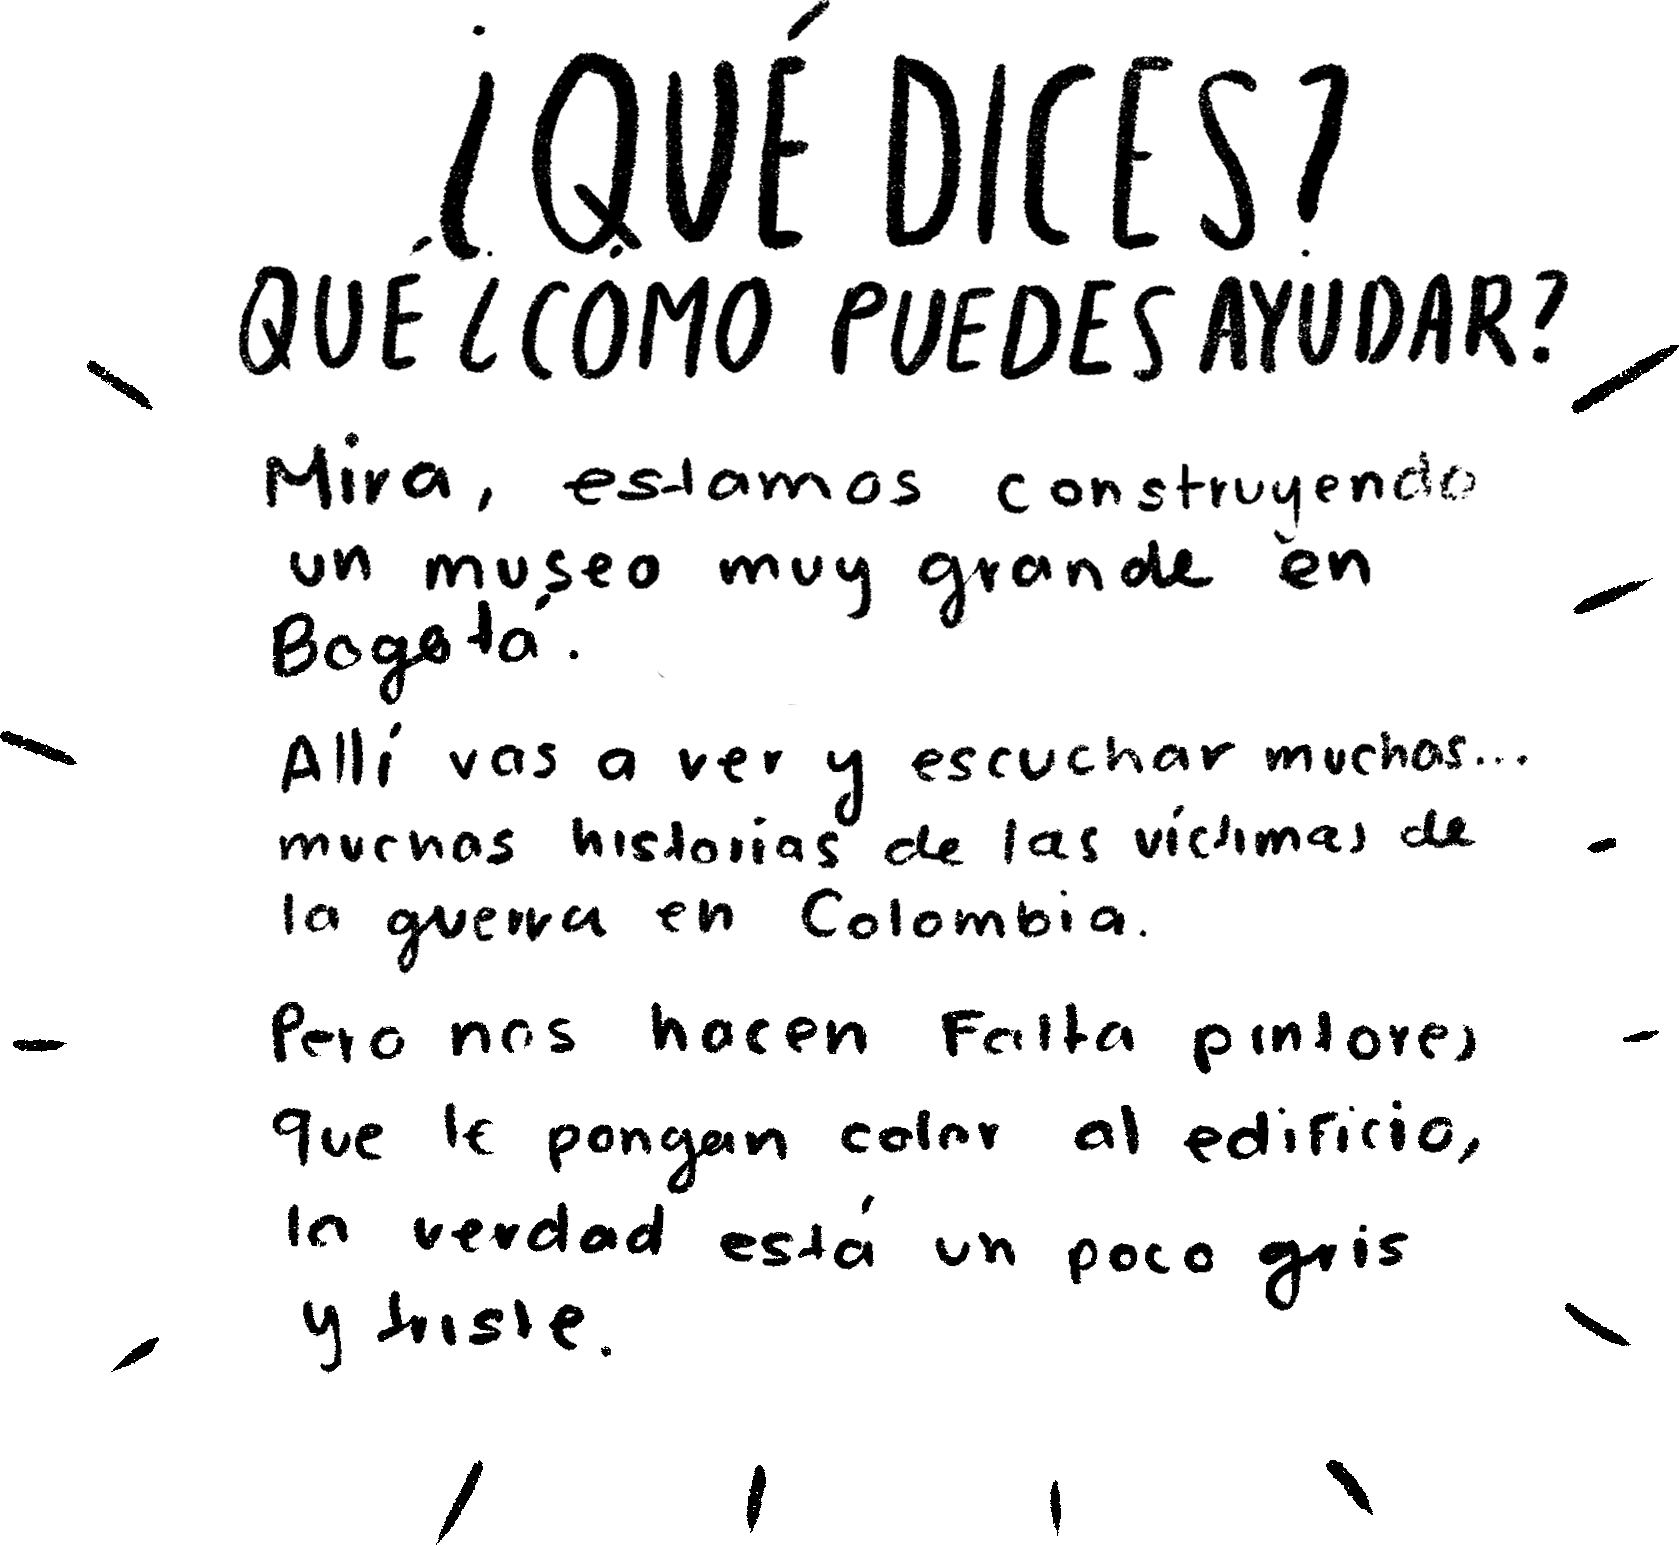 ¿QUÉ DICES?
QUÉ ¿CÓMO PUEDES AYUDAR?
Mira, estamos construyendo
un museo muy grande en
Bogotá.
Allí vas a ver y escuchar muchas...
muchas historias de las víctimas de
la guerra en Colombia.
Pero nos hacen Falta pintores
que le pongan color al edificio,
la verdad está un poco gris
y triste.